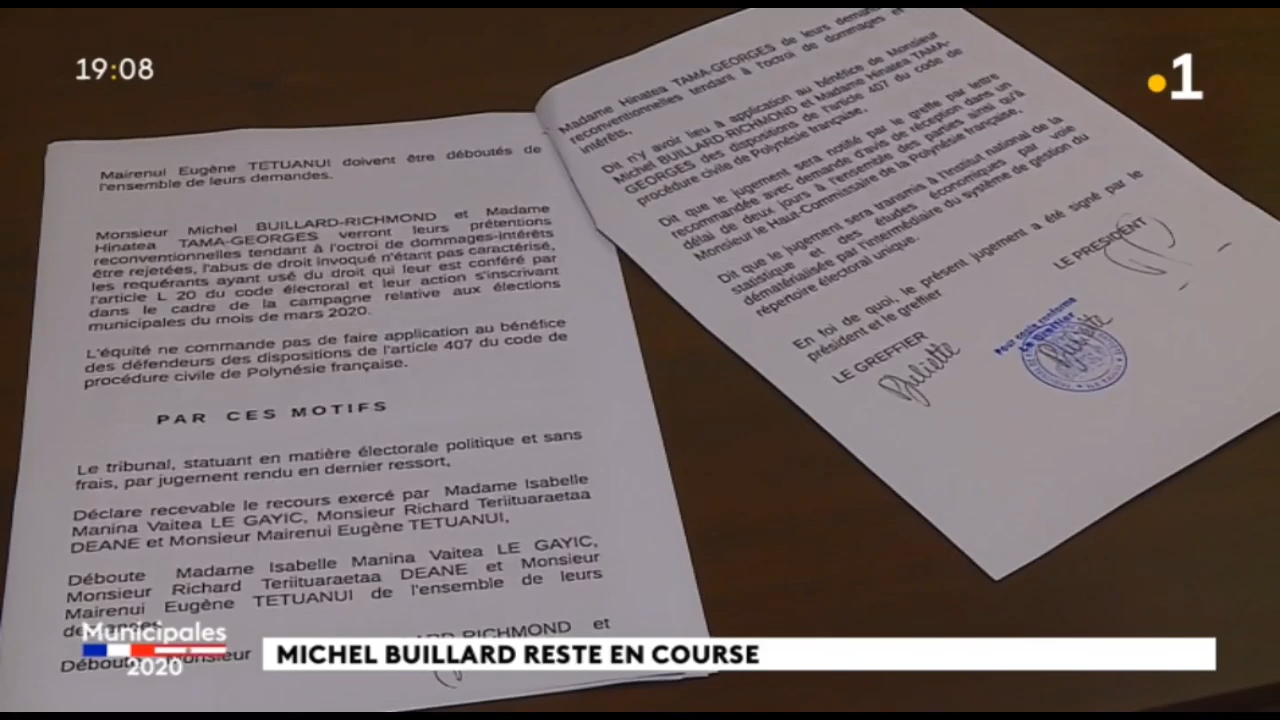 19:08
1
Mairenui Eugène TETUANUI doivent être déboutés de
l'ensemble de leurs demandes.
Monsieur Michel BUILLARD-RICHMOND et Madame
Hinatea TAMA-GEORGES verront leurs prétentions
reconventionnelles tendant à l'octroi de dommages-intérêts
être rejetées, l'abus de droit invoqué n'étant pas caractérisé,
les requérants ayant usé du droit qui leur est conféré par
l'article L 20 du code électoral et leur action s'inscrivant
dans le cadre de la campagne relative aux élections
municipales du mois de mars 2020.
L'équité ne commande pas de faire application au bénéfice
des défendeurs des dispositions de l'article 407 du code de
procédure civile de Polynésie française.
PAR CES MOTIFS
Le tribunal, statuant en matière électorale politique et sans
frais, par jugement rendu en dernier ressort,
Déclare recevable le recours exercé par Madame Isabelle
Manina Vaitea LE GAYIC, Monsieur Richard Teriituaraetaa
DEANE et Monsieur Mairenui Eugène TETUANUI,
Déboute Madame Isabelle Manina Vaitea LE GAYIC,
Monsieur Richard Teriituaraetaa DEANE et Monsieur
Mairenui Eugène TETUANUI de l'ensemble de leurs
RICHMOND et
Déboute Monsieur
Madame Hinatea TAMA-GEORGES de leurs
reconventionnelles tendant à l'octroi de dommages et
intérêts,
Dit n'y avoir lieu à application au bénéfice de Monsieur
Michel BUILLARD-RICHMOND et Madame Hinatea TAMA-
GEORGES des dispositions de l'article 407 du code de
procédure civile de Polynésie française,
Dit que le jugement sera notifié par le greffe par lettre
recommandée avec demande d'avis de réception dans un
délai de deux jours à l'ensemble des parties ainsi qu'à
Monsieur le Haut-Commissaire de la Polynésie française,
Dit que le jugement sera transmis à l'Institut national de la
statistique et des études économiques par voie
dématérialisée par l'intermédiaire du système de gestion du
répertoire électoral unique.
En foi de quoi, le présent jugement a été signé par le
président et le greffier
LE PRESIDENT
LE GREFFIER
Pour copie conforme
Le Greffier
Municipales
2020
MICHEL BUILLARD RESTE EN COURSE